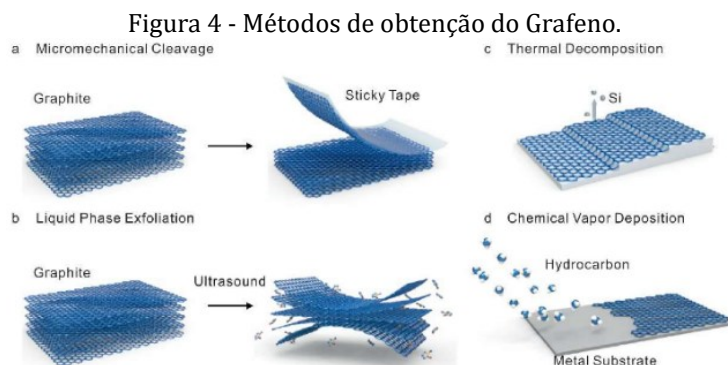 Figura 4 - Métodos de obtenção do Grafeno.
a Micromechanical Cleavage
Graphite
Sticky Tape
c Thermal Decomposition
Si
b Liquid Phase Exfoliation
Graphite
Ultrasound
d Chemical Vapor Deposition
Hydrocarbon
Metal Substrate